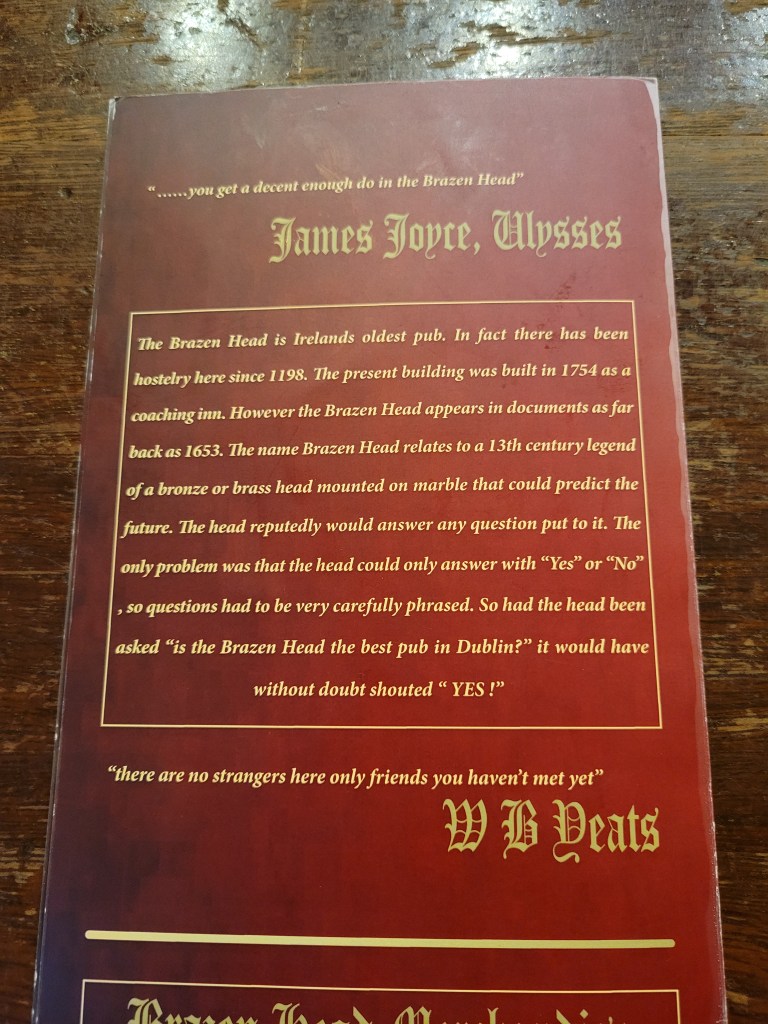 “......you get a decent enough do in the Brazen Head”
James Joyce, Ulysses
The Brazen Head is Irelands oldest pub. In fact there has been
hostelry here since 1198. The present building was built in 1754 as a
coaching inn. However the Brazen Head appears in documents as far
back as 1653. The name Brazen Head relates to a 13th century legend
of a bronze or brass head mounted on marble that could predict the
future. The head reputedly would answer any question put to it. The
only problem was that the head could only answer with “Yes” or “No”
, so questions had to be very carefully phrased. So had the head been
asked “is the Brazen Head the best pub in Dublin?” it would have
without doubt shouted “ YES !”
“there are no strangers here only friends you haven’t met yet”
W B Yeats
Brazen Head Merchandise